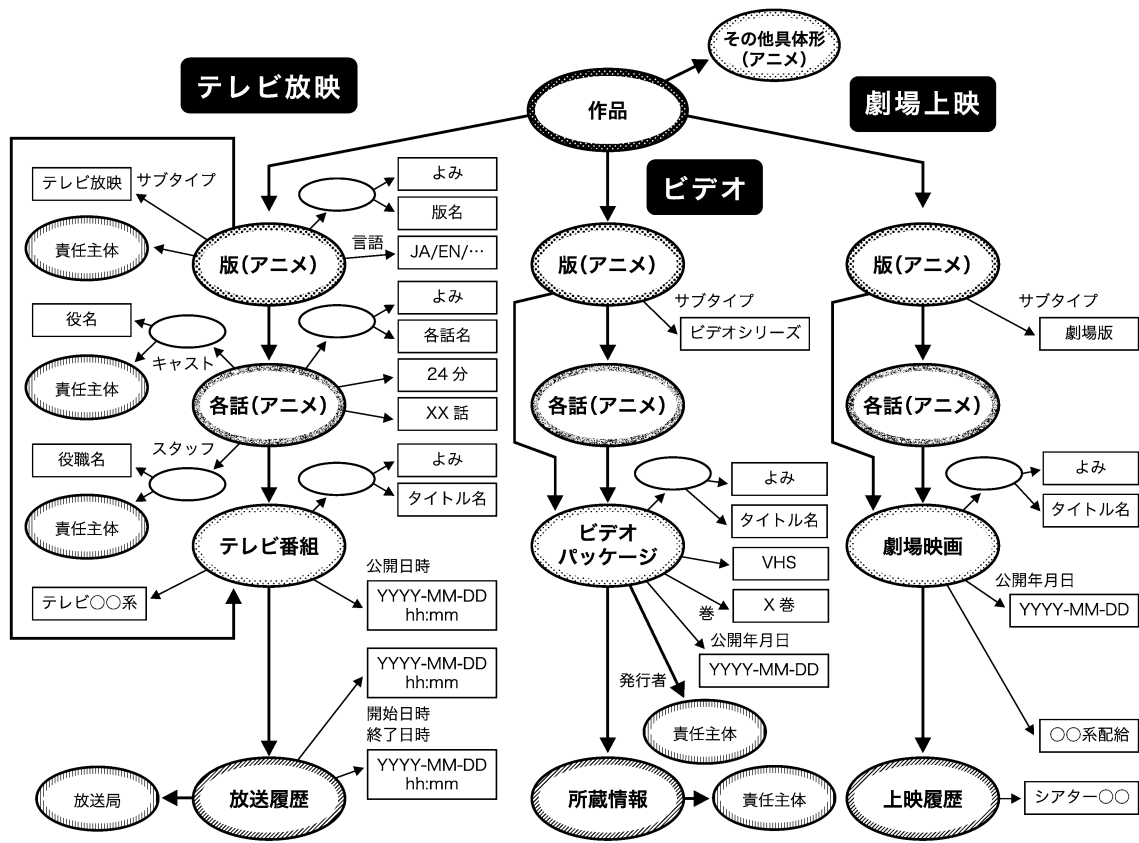 その他具体形
（アニメ）
作品
テレビ放映
劇場上映
ビデオ
テレビ放映
サブタイプ
責任主体
版（アニメ）
よみ
版名
言語
JA/EN/…
役名
キャスト
責任主体
各話（アニメ）
よみ
各話名
24分
XX話
役職名
スタッフ
責任主体
テレビ番組
よみ
タイトル名
テレビ○○系
公開日時
YYYY-MM-DD
hh:mm
YYYY-MM-DD
hh:mm
開始日時
終了日時
YYYY-MM-DD
hh:mm
放送局
放送履歴
版（アニメ）
サブタイプ
ビデオシリーズ
各話（アニメ）
よみ
タイトル名
ビデオ
パッケージ
VHS
巻
X巻
公開年月日
YYYY-MM-DD
発行者
責任主体
所蔵情報
責任主体
版（アニメ）
サブタイプ
劇場版
各話（アニメ）
よみ
タイトル名
劇場映画
公開年月日
YYYY-MM-DD
○○系配給
上映履歴
シアター○○